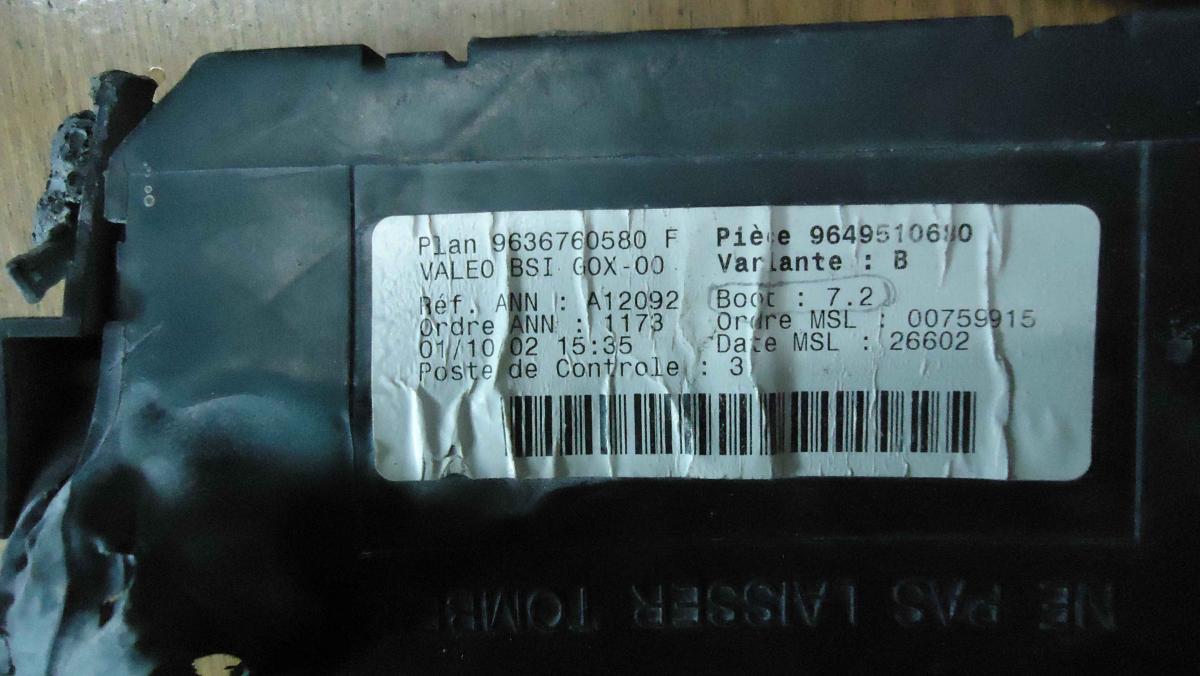 Plan 9636760580 F
Pièce 9649510680
VALEO BSI GOX-00
Variante : B
Réf. ANN : A12092
Boot : 7.2
Ordre ANN : 1173
Ordre MSL : 00759915
01/10 02 15:35
Date MSL : 26602
Poste de Controle : 3
NE PAS LAISSER TOMBE